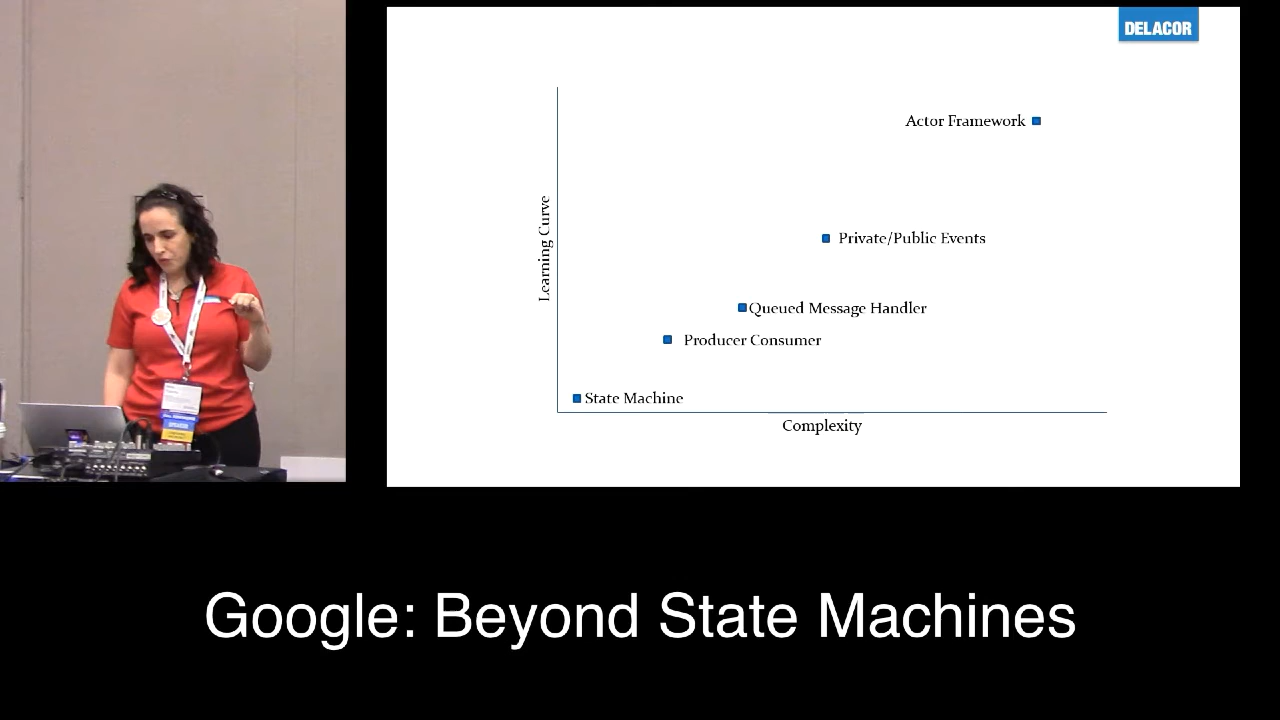 DELACOR
Actor Framework
Private/Public Events
Queued Message Handler
Producer Consumer
State Machine
Learning Curve
Complexity
SPEAKER
Google: Beyond State Machines